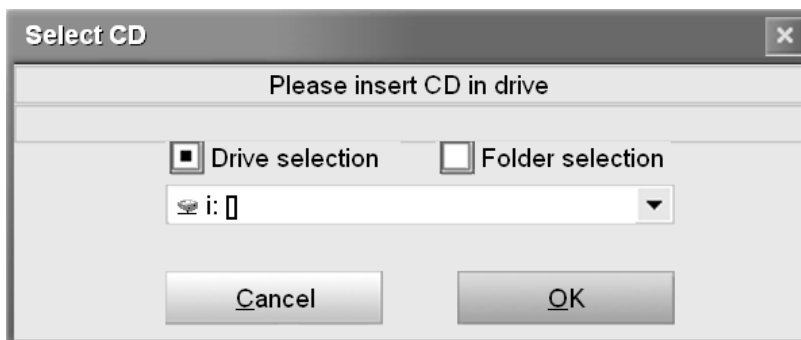 Select CD
Please insert CD in drive
Drive selection Folder selection
i: []
Cancel OK